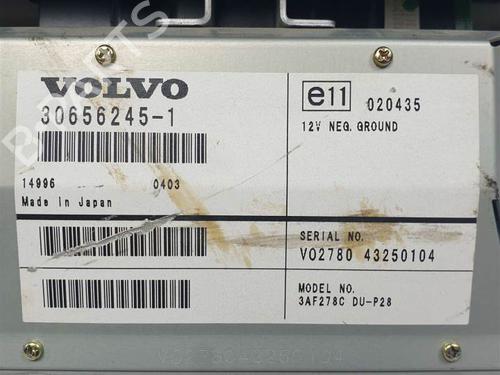 VOLVO
30656245-1
14996 0403
Made In Japan
e11 020435
12V NEG. GROUND
SERIAL NO.
VO2780 43250104
MODEL NO.
3AF278C DU-P28